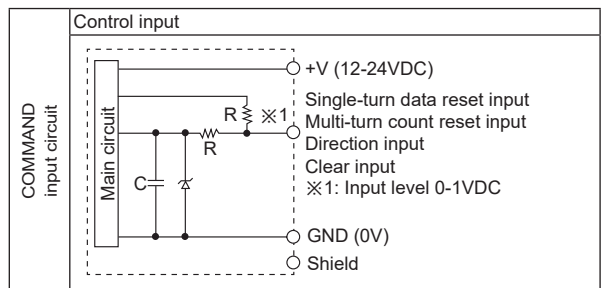 Control input
COMMAND
input circuit
Main circuit
+V (12-24VDC)
R ※1
R
C
Single-turn data reset input
Multi-turn count reset input
Direction input
Clear input
※1: Input level 0-1VDC
GND (0V)
Shield